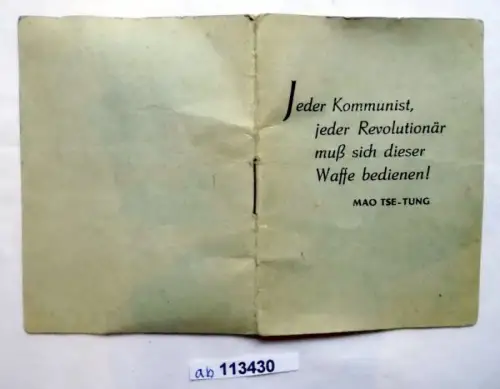 Jeder Kommunist,
jeder Revolutionär
muß sich dieser
Waffe bedienen!
MAO TSE-TUNG
ab 113430